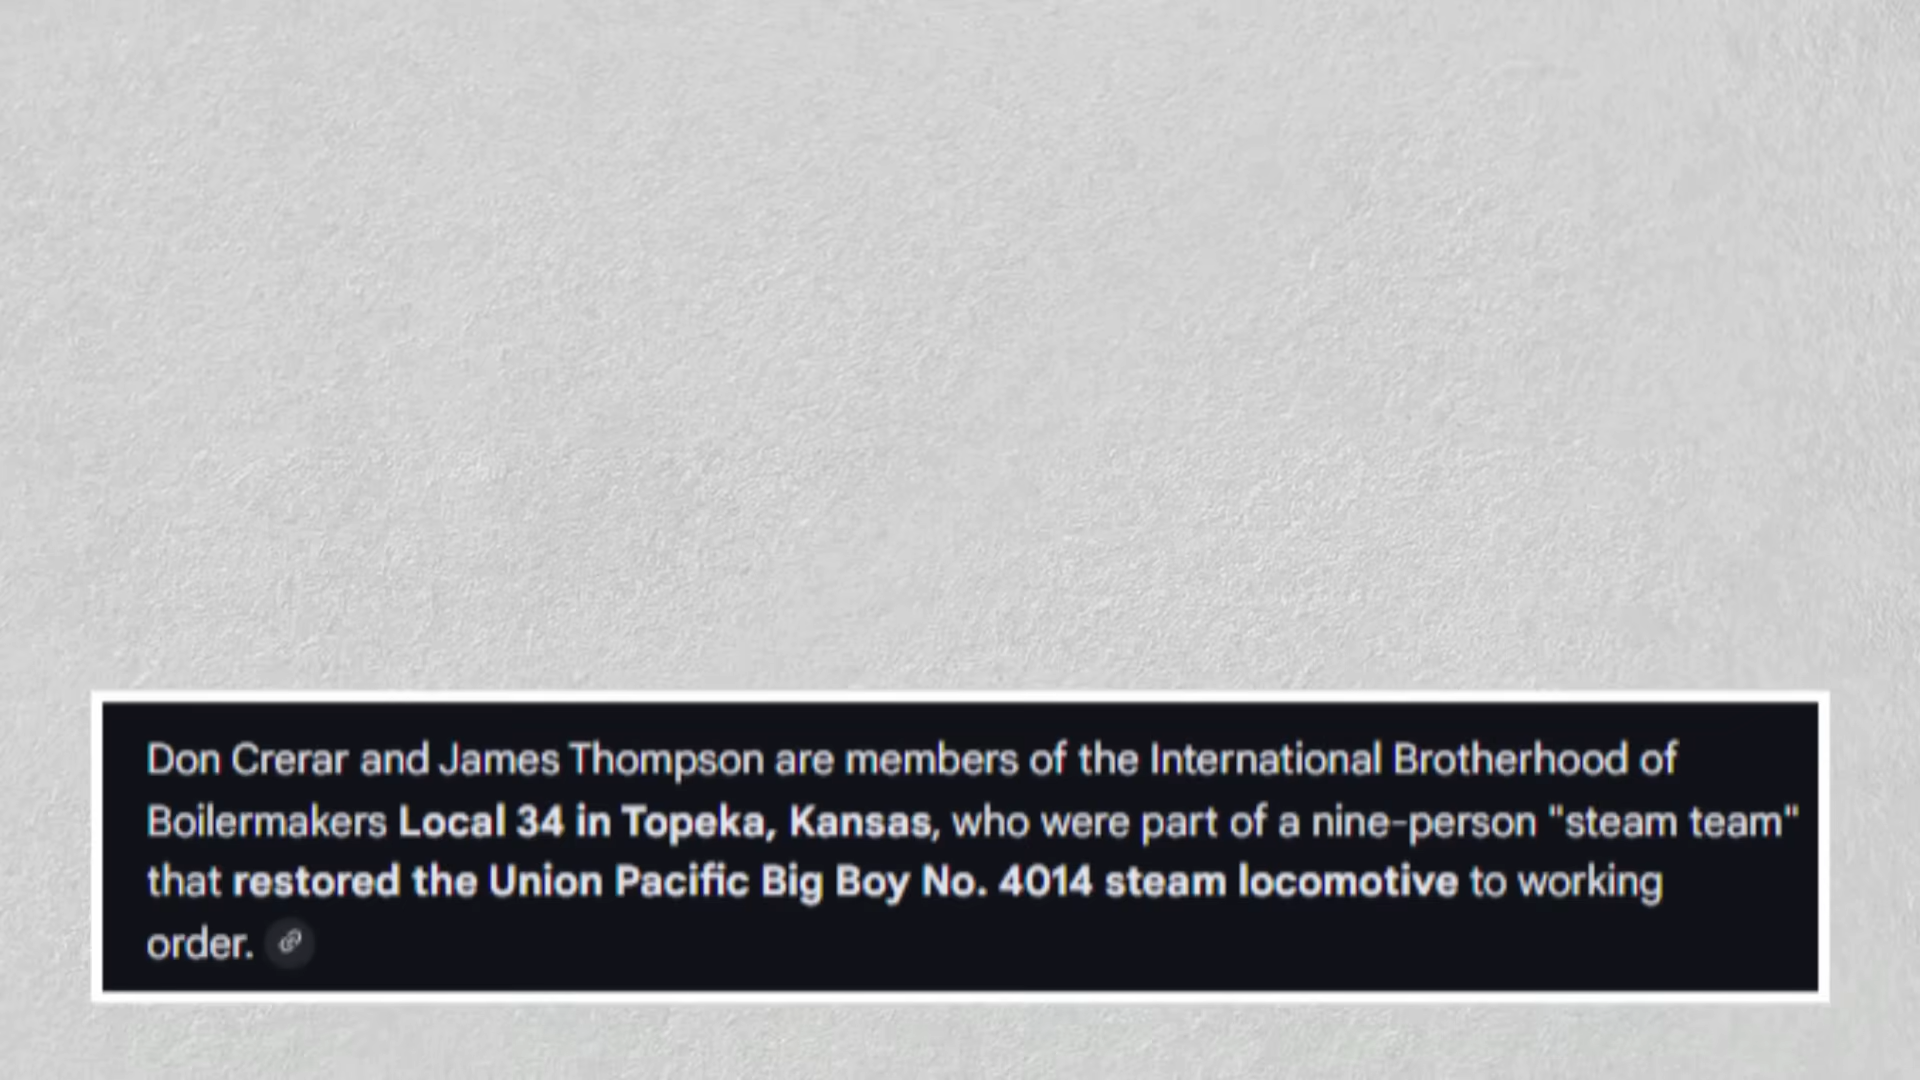 Don Crerar and James Thompson are members of the International Brotherhood of
Boilermakers Local 34 in Topeka, Kansas, who were part of a nine-person "steam team"
that restored the Union Pacific Big Boy No. 4014 steam locomotive to working
order.